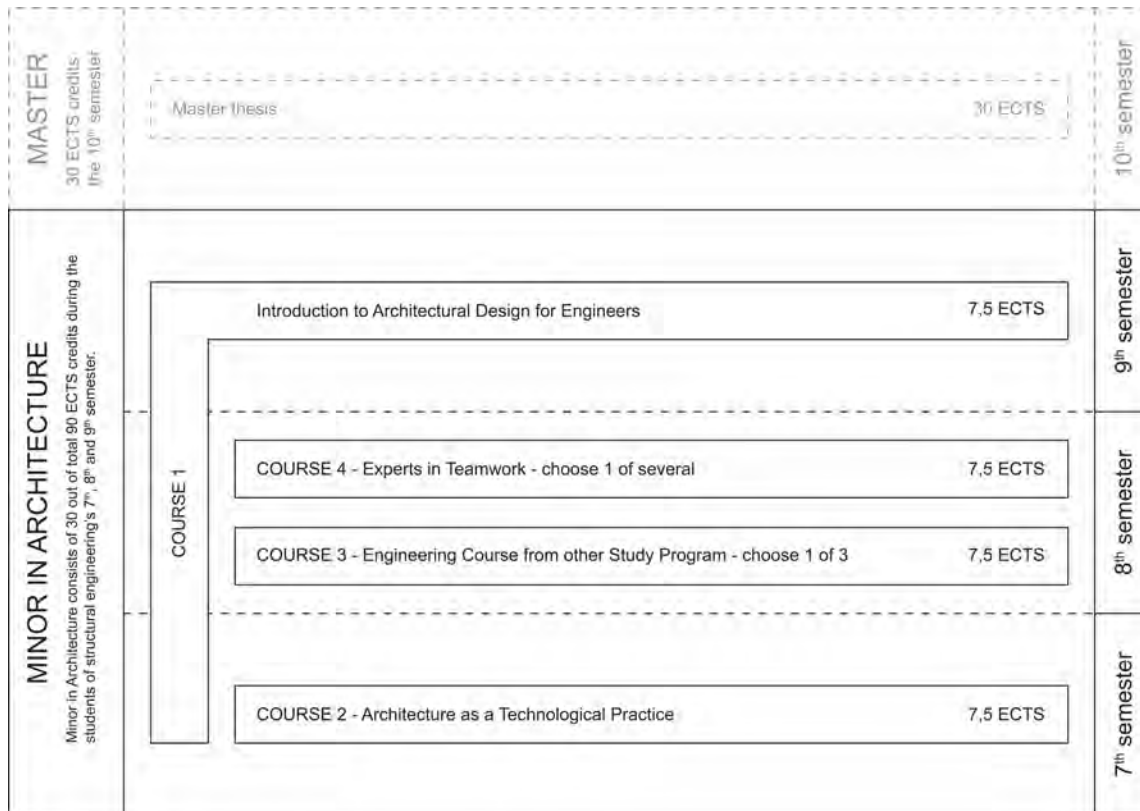 MASTER
30 ECTS credits
the 10th semester
Master thesis
30 ECTS
10th semester
MINOR IN ARCHITECTURE
Minor in Architecture consists of 30 out of total 90 ECTS credits during the
students of structural engineering's 7th, 8th and 9th semester.
COURSE 1
Introduction to Architectural Design for Engineers
7,5 ECTS
9th semester
COURSE 4 - Experts in Teamwork - choose 1 of several
7,5 ECTS
COURSE 3 - Engineering Course from other Study Program - choose 1 of 3
7,5 ECTS
8th semester
COURSE 2 - Architecture as a Technological Practice
7,5 ECTS
7th semester